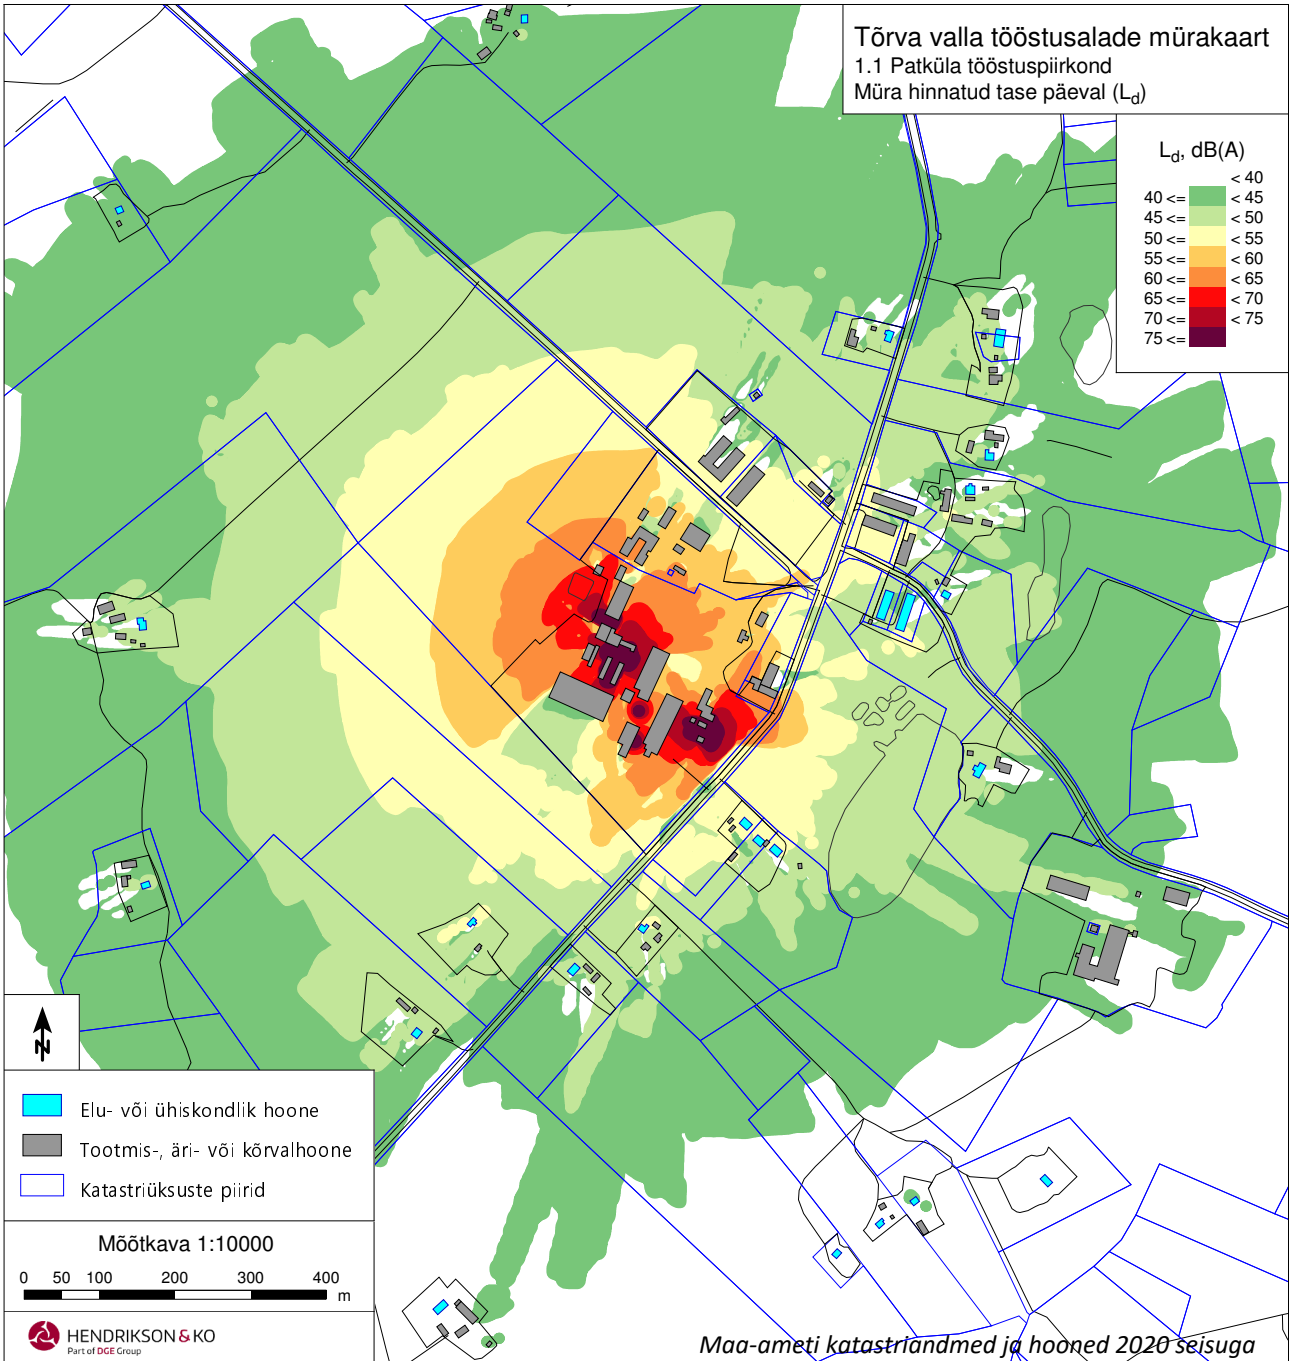 Tõrva valla tööstusalade mürakaart
1.1 Patküla tööstuspiirkond
Müra hinnatud tase päeval (Ld)
Ld, dB(A)
< 40
40 <= < 45
45 <= < 50
50 <= < 55
55 <= < 60
60 <= < 65
65 <= < 70
70 <= < 75
75 <=
N
Elu- või ühiskondlik hoone
Tootmis-, äri- või kõrvalhoone
Katastriüksuste piirid
Mõõtkava 1:10000
0 50 100 200 300 400
m
HENDRIKSON & KO
Part of DGE Group
Maa-ameti katastriandmed ja hooned 2020 seisuga